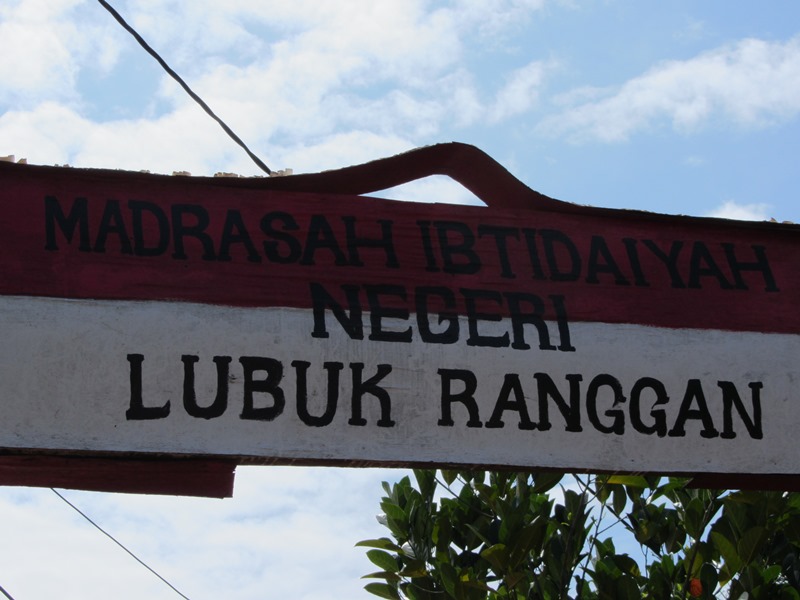 MADRASAH IBTIDAIYAH
NEGERI
LUBUK RANGGAN